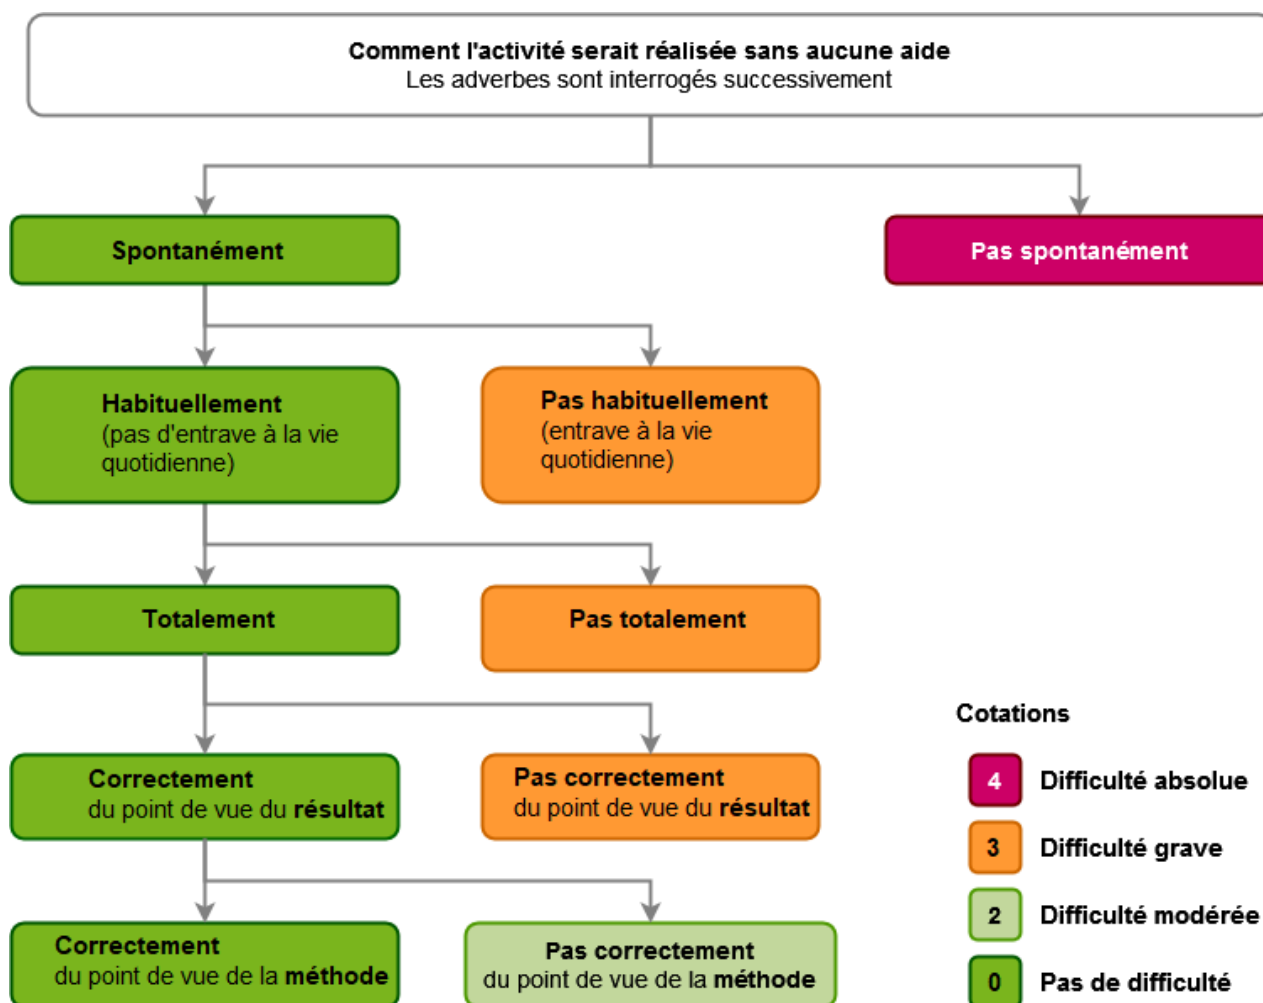 Comment l'activité serait réalisée sans aucune aide
Les adverbes sont interrogés successivement
Spontanément
Pas spontanément
Habituellement
(pas d'entrave à la vie
quotidienne)
Pas habituellement
(entrave à la vie
quotidienne)
Totalement
Pas totalement
Correctement
du point de vue du résultat
Pas correctement
du point de vue du résultat
Correctement
du point de vue de la méthode
Pas correctement
du point de vue de la méthode
Cotations
4 Difficulté absolue
3 Difficulté grave
2 Difficulté modérée
0 Pas de difficulté